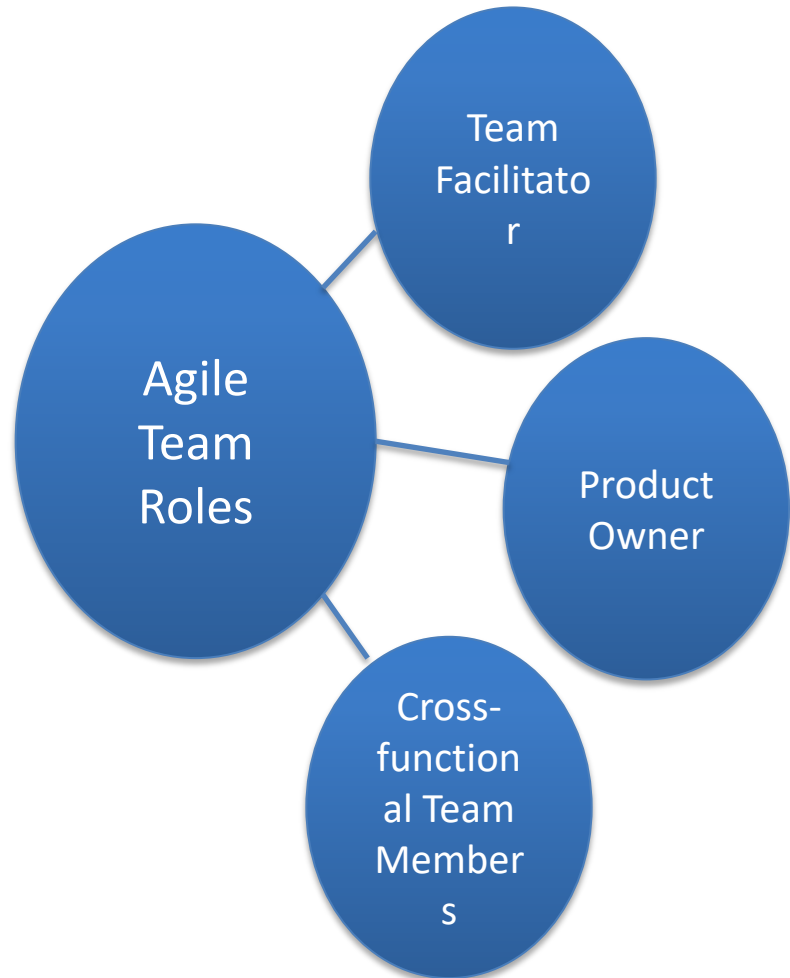 Team
Facilitato
r
Agile
Team
Roles
Product
Owner
Cross-
function
al Team
Member
s